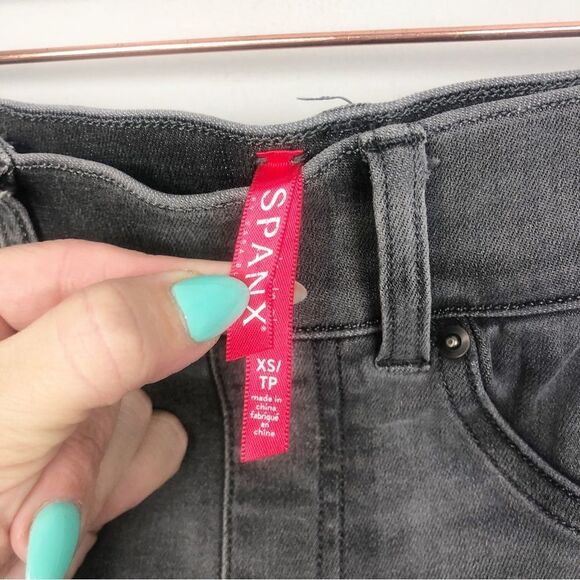 SPANX®
XS/
TP
made in
china
fabriqué
en
chine